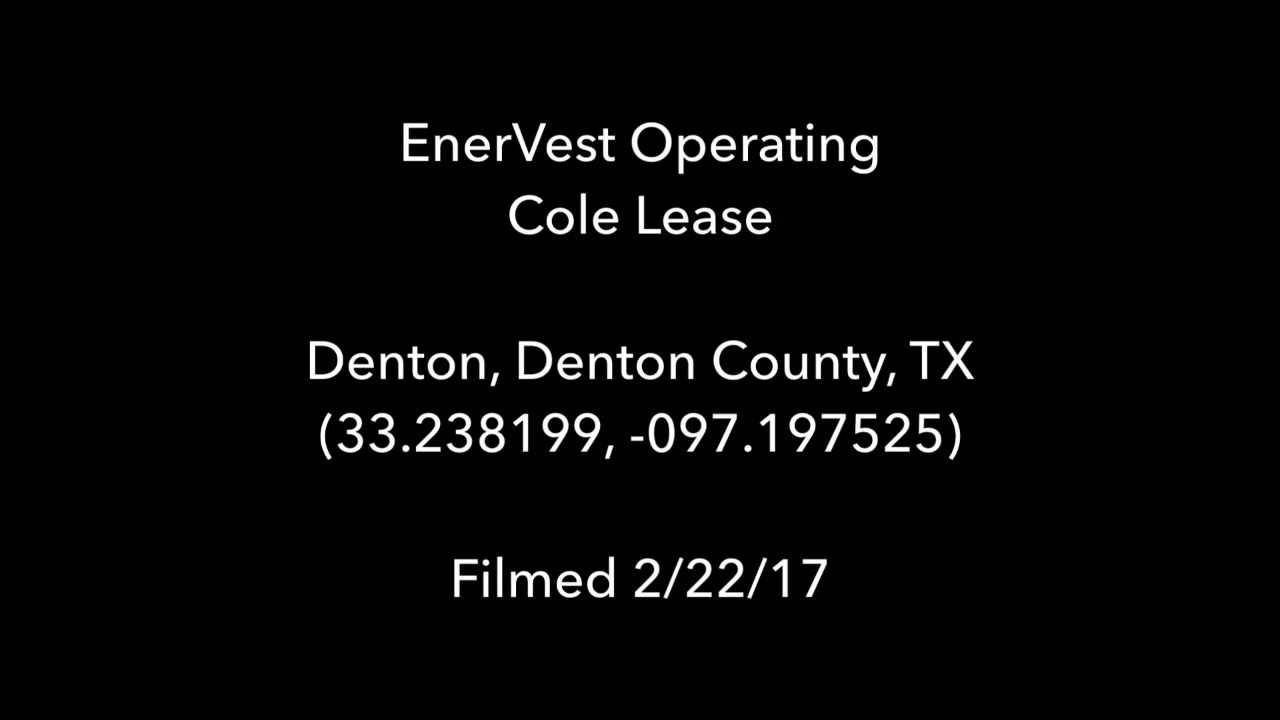 EnerVest Operating
Cole Lease
Denton, Denton County, TX
(33.238199, -097.197525)
Filmed 2/22/17